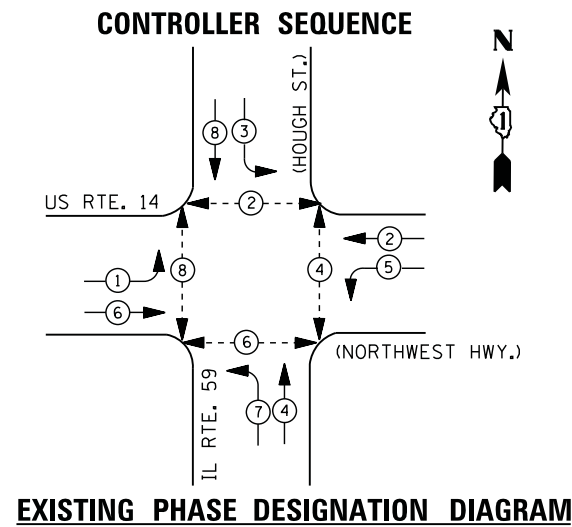 CONTROLLER SEQUENCE
N
(HOUGH ST.)
8 3
1
US RTE. 14
2
2
5
1
8
4
6
6
(NORTHWEST HWY.)
IL RTE. 59
7 4
EXISTING PHASE DESIGNATION DIAGRAM